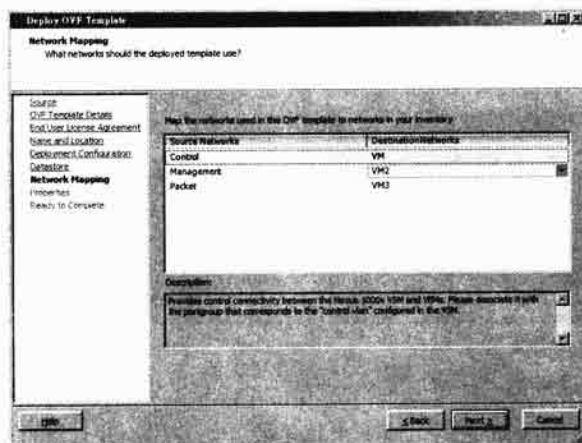 Deploy OVF Template
Network Mapping
What networks should the deployed template use?
Source
OVF Template Details
End User License Agreement
Name and Location
Deployment Configuration
Datastore
Network Mapping
Properties
Ready to Complete
Map the networks used in the OVF template to networks in your inventory
Source Networks DestinationNetworks
Control VM
Management VM2
Packet VM3
Description:
Provides control connectivity between the Nexus 1000v VSM and VEMs. Please associate it with
the portgroup that corresponds to the "control vlan" configured in the VSM.
Help
≤ Back
Next ≥
Cancel